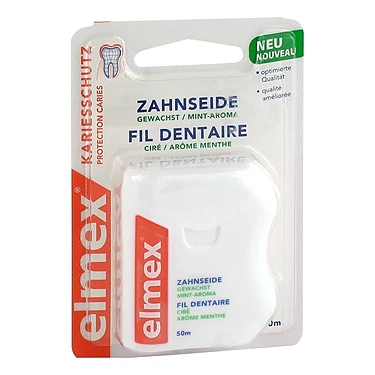 KARIESSCHUTZ
PROTECTION CARIES
elmex
NEU
NOUVEAU
• optimierte
Qualität
• qualité
améliorée
ZAHNSEIDE
GEWACHST / MINT-AROMA
FIL DENTAIRE
CIRÉ / ARÔME MENTHE
elmex
ZAHNSEIDE
GEWACHST
MINT-AROMA
FIL DENTAIRE
CIRÉ
ARÔME MENTHE
50m